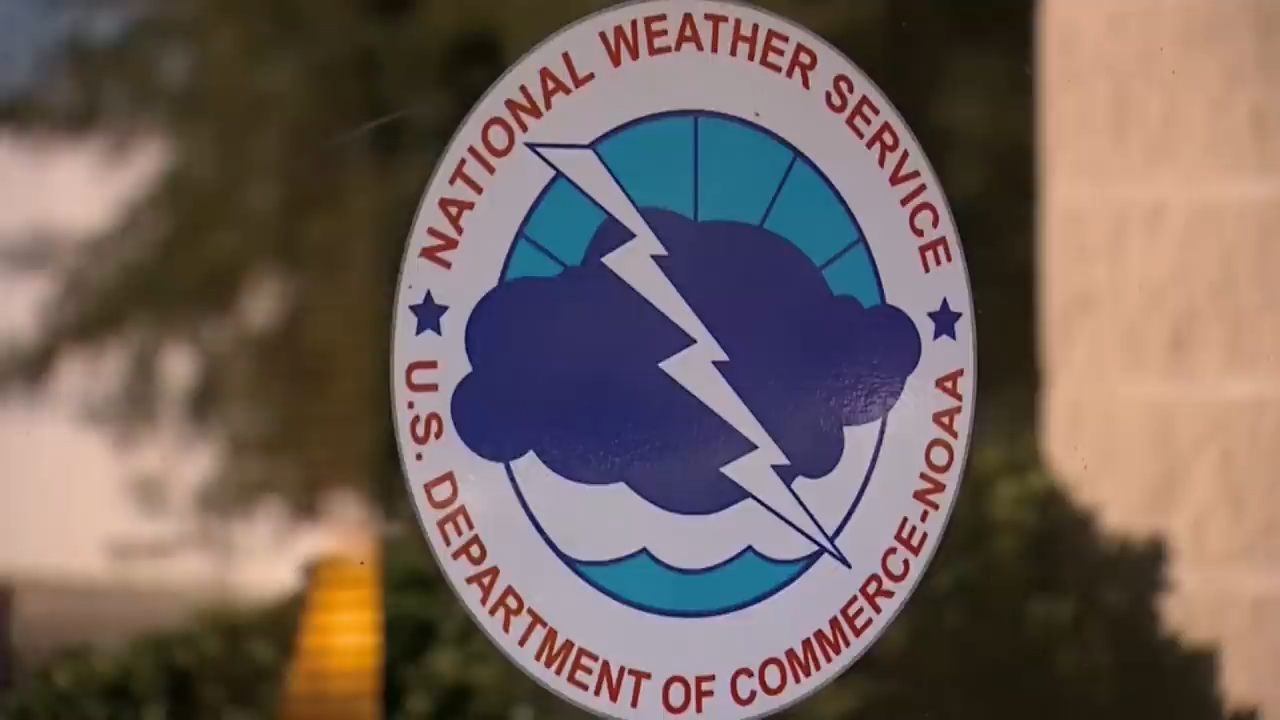 NATIONAL WEATHER SERVICE
U.S. DEPARTMENT OF COMMERCE-NOAA